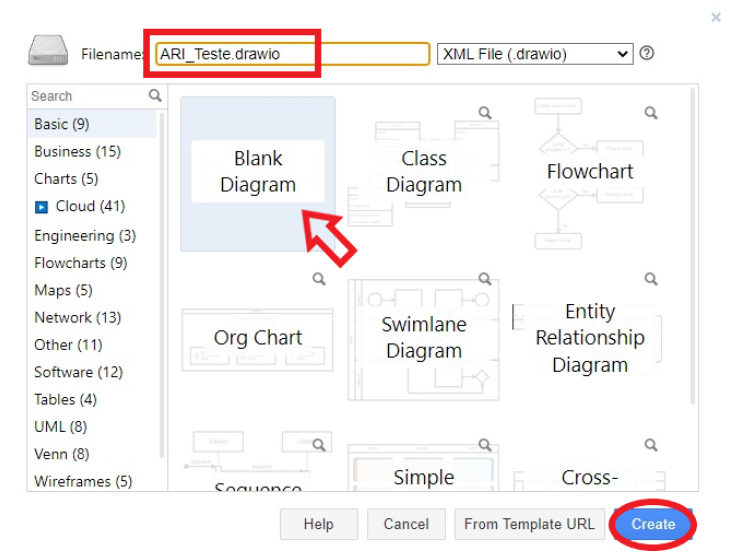 Filename:
ARI_Teste.drawio
XML File (.drawio)
Search
Basic (9)
Business (15)
Charts (5)
Cloud (41)
Engineering (3)
Flowcharts (9)
Maps (5)
Network (13)
Other (11)
Software (12)
Tables (4)
UML (8)
Venn (8)
Wireframes (5)
Blank
Diagram
Class
Diagram
Flowchart
Org Chart
Swimlane
Diagram
Entity
Relationship
Diagram
Sequence
Simple
Cross-
Help
Cancel
From Template URL
Create